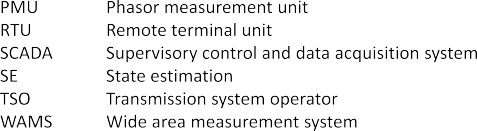 PMU Phasor measurement unit
RTU Remote terminal unit
SCADA Supervisory control and data acquisition system
SE State estimation
TSO Transmission system operator
WAMS Wide area measurement system